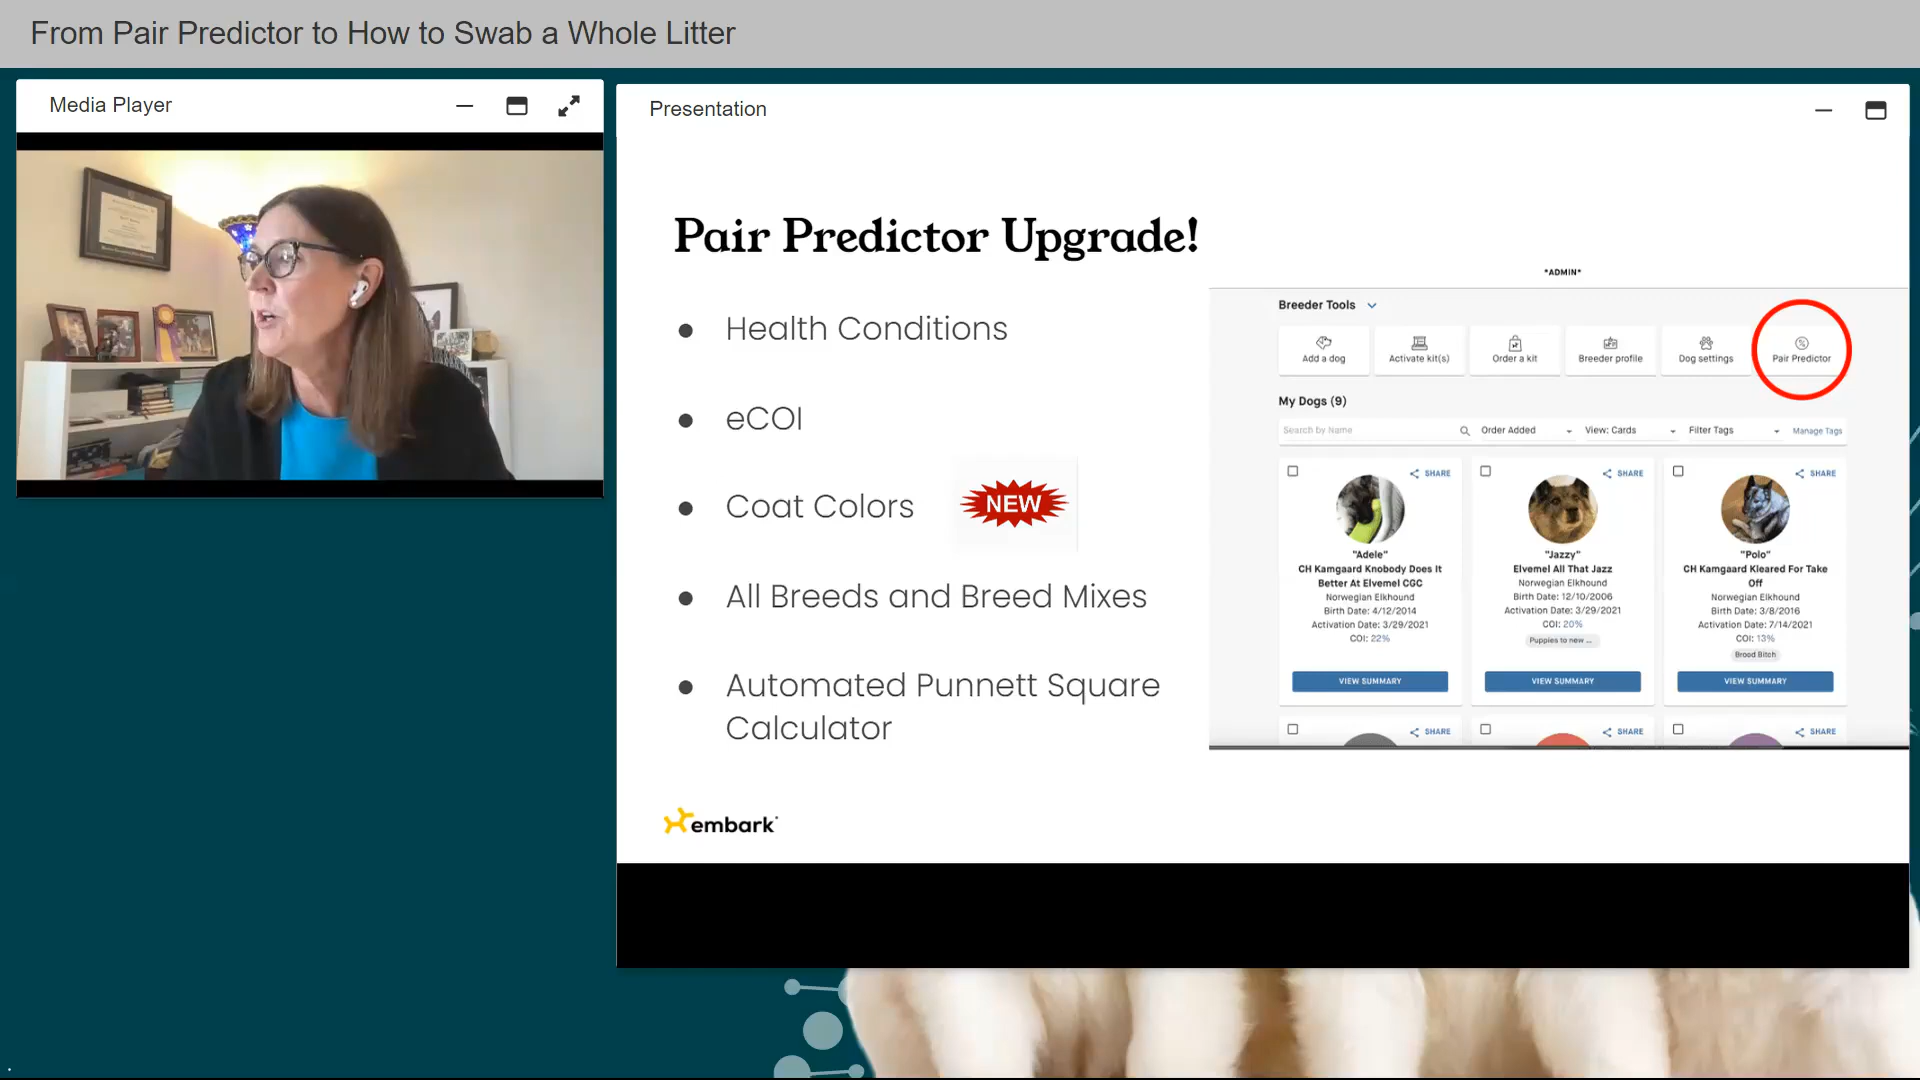 From Pair Predictor to How to Swab a Whole Litter
Media Player
Presentation
Pair Predictor Upgrade!
Health Conditions
eCOI
Coat Colors
NEW
All Breeds and Breed Mixes
Automated Punnett Square
Calculator
embark
*ADMIN*
Breeder Tools
Add a dog
Activate kit(s)
Order a kit
Breeder profile
Dog settings
Pair Predictor
My Dogs (9)
Search by Name
Order Added
View: Cards
Filter Tags
Manage Tags
SHARE
"Adele"
CH Kamgaard Knobody Does It
Better At Elvemel CGC
Norwegian Elkhound
Birth Date: 4/12/2014
Activation Date: 3/29/2021
COI: 22%
VIEW SUMMARY
SHARE
"Jazzy"
Elvemel All That Jazz
Norwegian Elkhound
Birth Date: 12/10/2006
Activation Date: 3/29/2021
COI: 20%
Puppies to new ...
VIEW SUMMARY
SHARE
"Polo"
CH Kamgaard Kleared For Take
Off
Norwegian Elkhound
Birth Date: 3/8/2016
Activation Date: 7/14/2021
COI: 13%
Brood Bitch
VIEW SUMMARY
SHARE
SHARE
SHARE